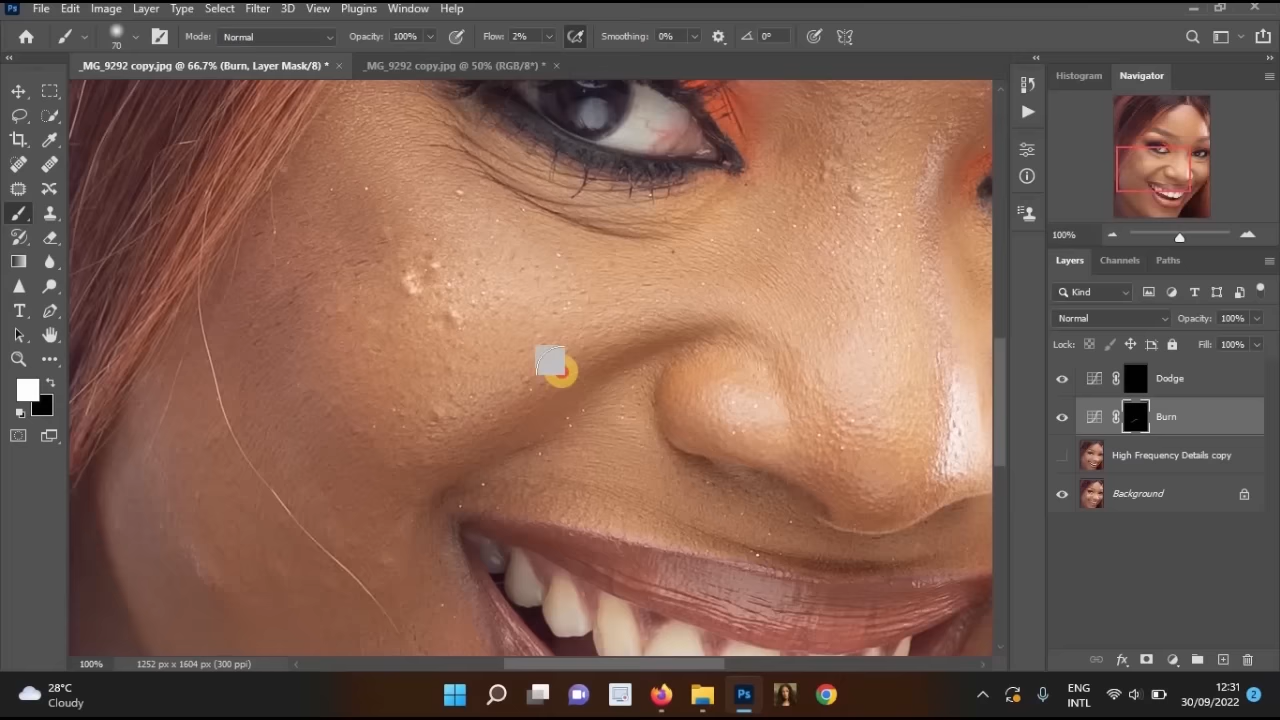 Ps File Edit Image Layer Type Select Filter 3D View Plugins Window Help
70 Mode: Normal Opacity: 100% Flow: 2% Smoothing: 0% 0°
_MG_9292 copy.jpg @ 66.7% (Burn, Layer Mask/8) * × _MG_9292 copy.jpg @ 50% (RGB/8*) * ×
Histogram Navigator
100%
Layers Channels Paths
Kind
Normal Opacity: 100%
Lock: Fill: 100%
Dodge
Burn
High Frequency Details copy
Background
100% 1252 px x 1604 px (300 ppi)
28°C
Cloudy
Ps
ENG
INTL
12:31
30/09/2022
2